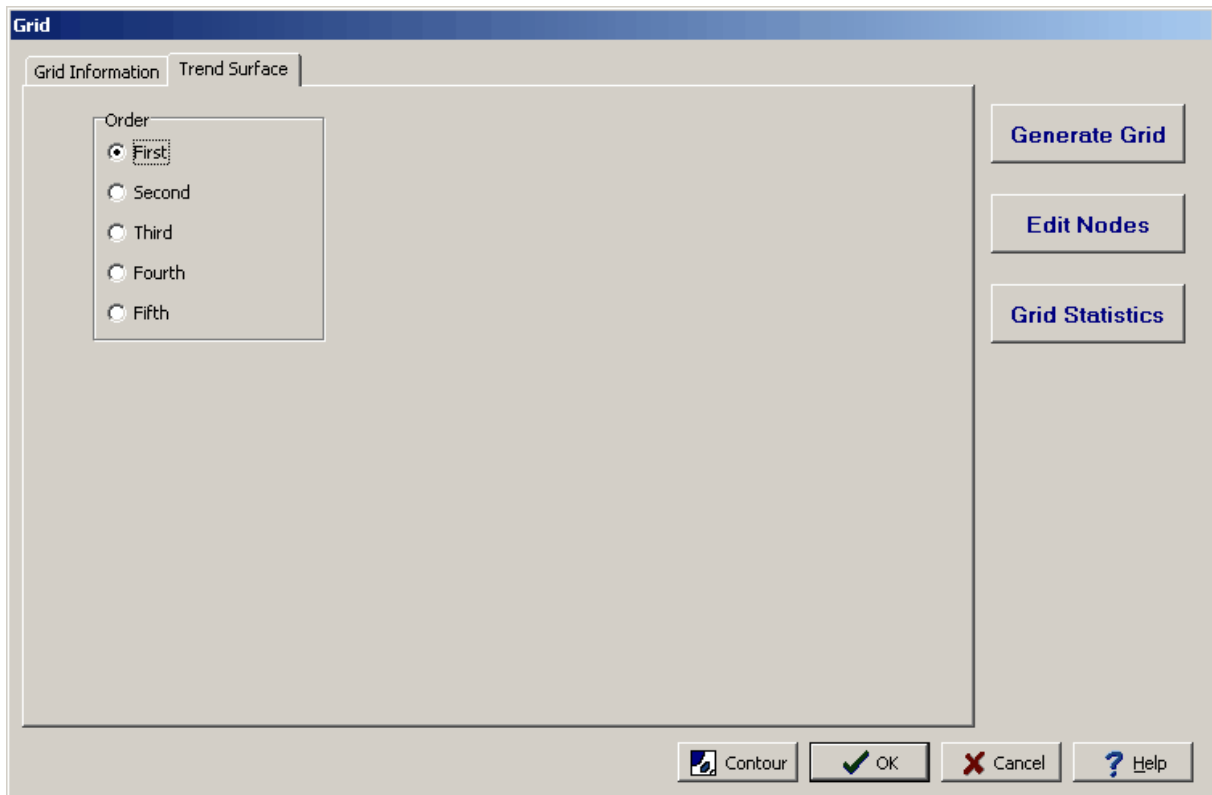 Grid
Grid Information
Trend Surface
Order
First
Second
Third
Fourth
Fifth
Generate Grid
Edit Nodes
Grid Statistics
Contour
OK
Cancel
Help